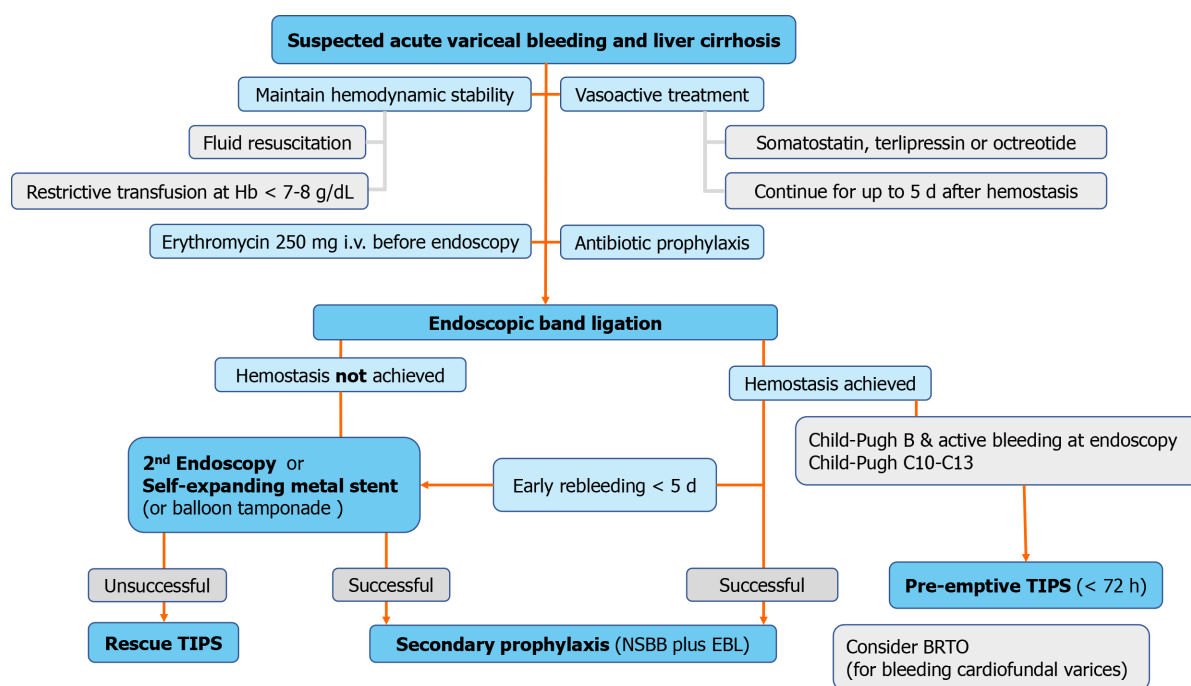 Suspected acute variceal bleeding and liver cirrhosis
Maintain hemodynamic stability
Vasoactive treatment
Fluid resuscitation
Somatostatin, terlipressin or octreotide
Restrictive transfusion at Hb < 7-8 g/dL
Continue for up to 5 d after hemostasis
Erythromycin 250 mg i.v. before endoscopy
Antibiotic prophylaxis
Endoscopic band ligation
Hemostasis not achieved
Hemostasis achieved
Child-Pugh B & active bleeding at endoscopy
Child-Pugh C10-C13
2nd Endoscopy or
Self-expanding metal stent
(or balloon tamponade )
Early rebleeding < 5 d
Unsuccessful
Successful
Successful
Pre-emptive TIPS (< 72 h)
Rescue TIPS
Secondary prophylaxis (NSBB plus EBL)
Consider BRTO
(for bleeding cardiofundal varices)